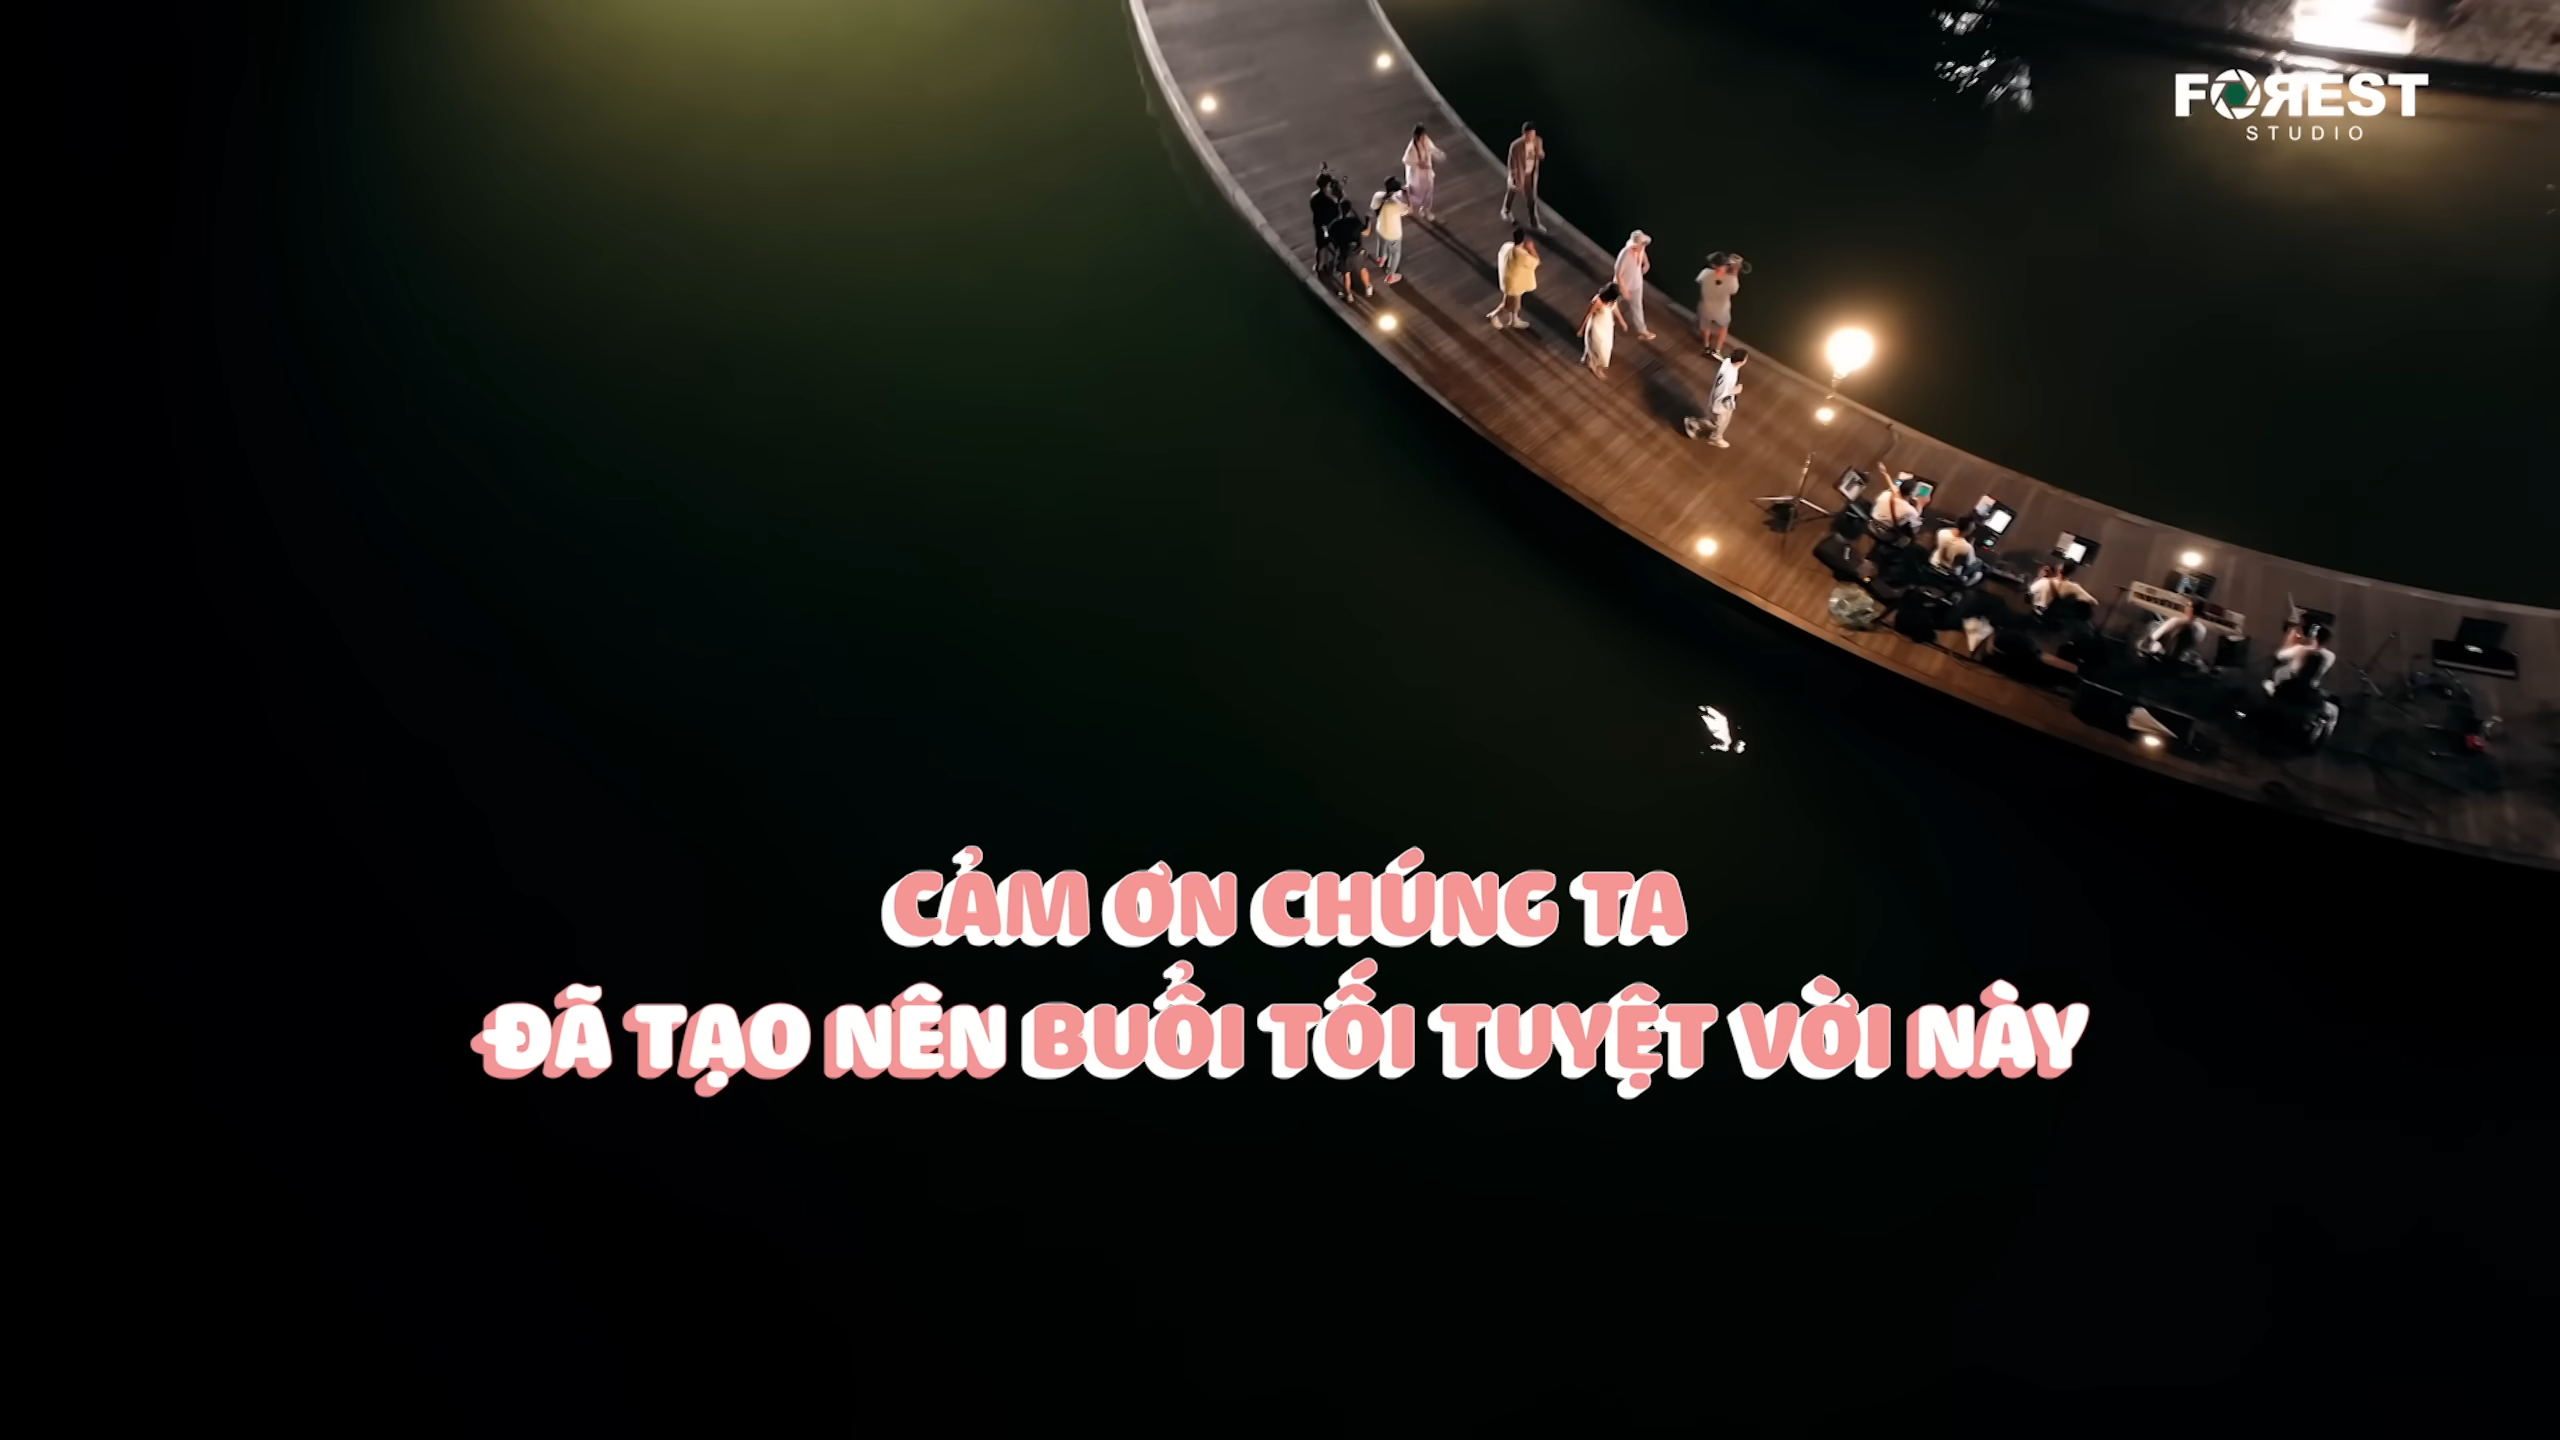 FOREST
STUDIO
CẢM ƠN CHÚNG TA
ĐÃ TẠO NÊN BUỔI TỐI TUYỆT VỜI NÀY